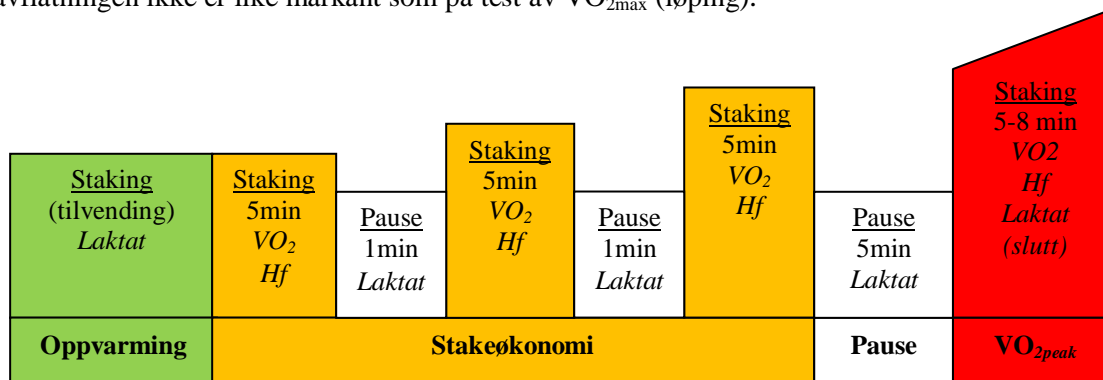 avflatningen ikke er like markant som på test av VO2max (løping).
Staking
(tilvending)
Laktat
Staking
5min
VO2
Hf
Pause
1min
Laktat
Staking
5min
VO2
Hf
Pause
1min
Laktat
Staking
5min
VO2
Hf
Pause
5min
Laktat
Staking
5-8 min
VO2
Hf
Laktat
(slutt)
Oppvarming
Stakeøkonomi
Pause
VO2peak